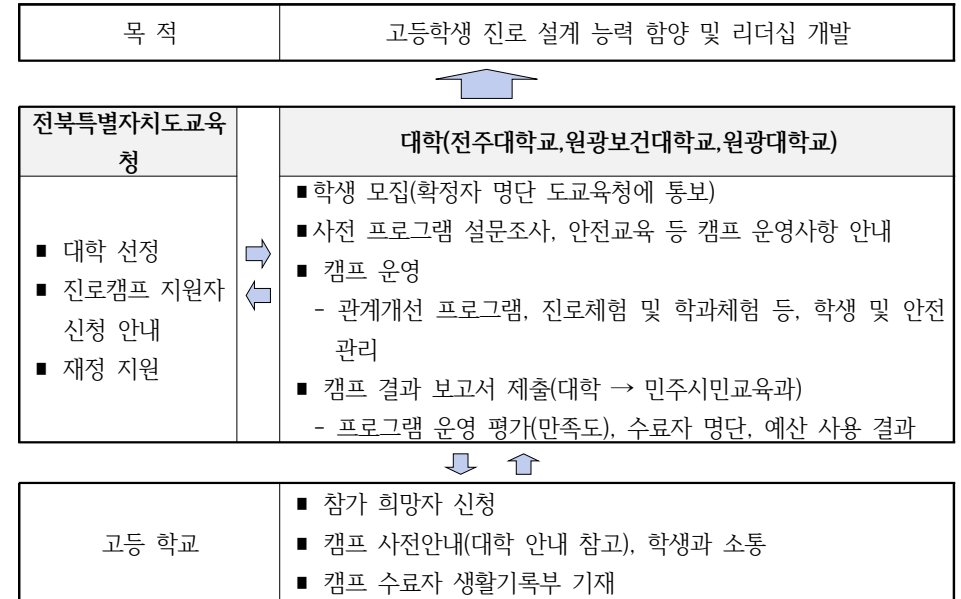 목 적
고등학생 진로 설계 능력 함양 및 리더십 개발
전북특별자치도교육
청
■ 대학 선정
■ 진로캠프 지원자
신청 안내
■ 재정 지원
대학(전주대학교,원광보건대학교,원광대학교)
■학생 모집(확정자 명단 도교육청에 통보)
■사전 프로그램 설문조사, 안전교육 등 캠프 운영사항 안내
■ 캠프 운영
- 관계개선 프로그램, 진로체험 및 학과체험 등, 학생 및 안전
관리
■ 캠프 결과 보고서 제출(대학 → 민주시민교육과)
- 프로그램 운영 평가(만족도), 수료자 명단, 예산 사용 결과
고등 학교
■ 참가 희망자 신청
■ 캠프 사전안내(대학 안내 참고), 학생과 소통
■ 캠프 수료자 생활기록부 기재